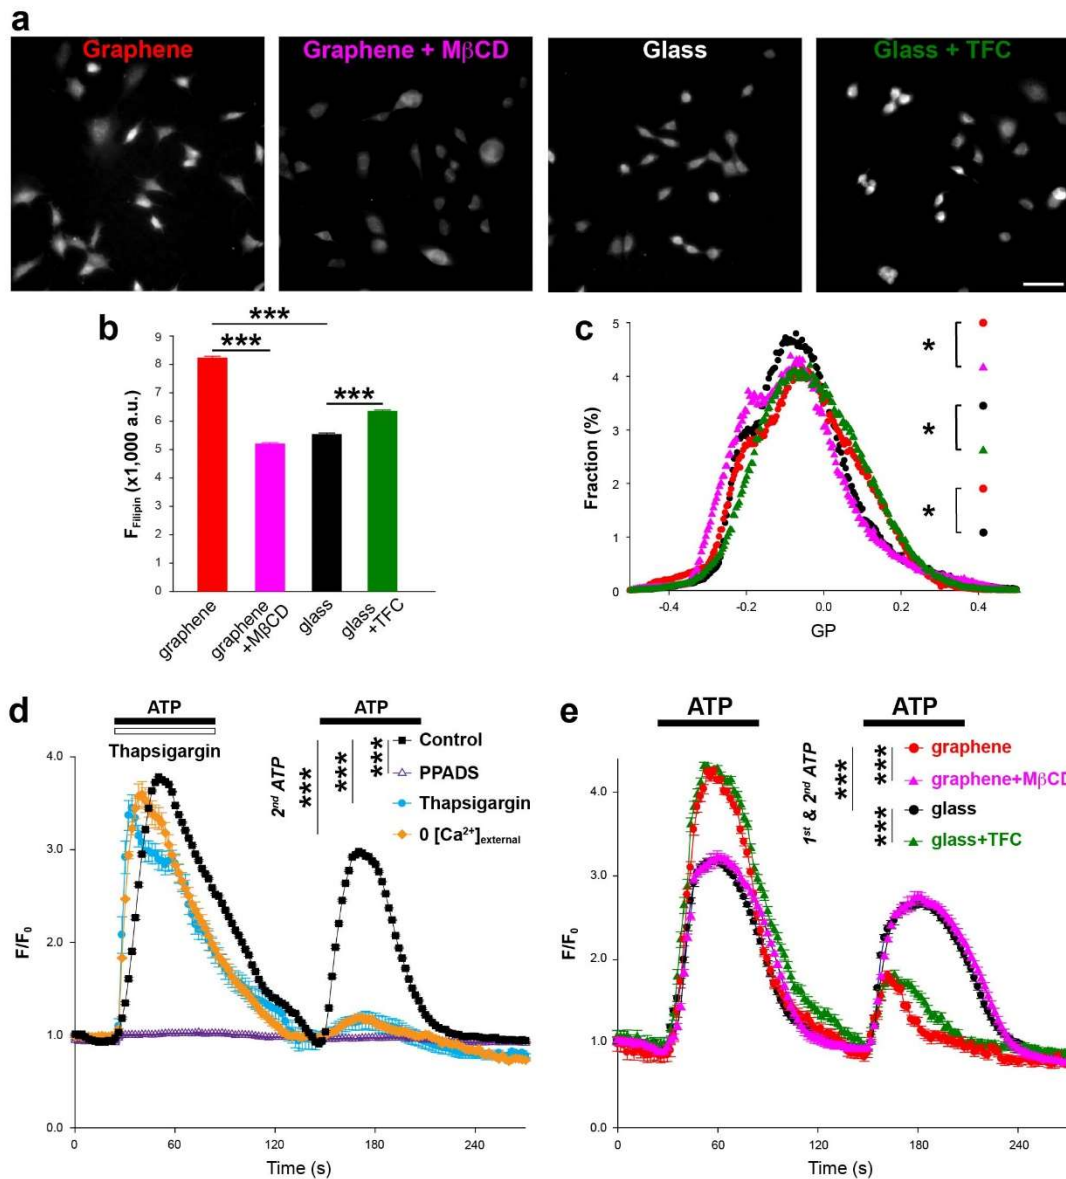 a
Graphene
Graphene + MβCD
Glass
Glass + TFC
b
***
***
***
F_Filipin (x1,000 a.u.)
9
8
7
6
5
4
3
2
1
0
graphene
graphene +MβCD
glass
glass +TFC
c
Fraction (%)
5
4
3
2
1
0
-0.4
-0.2
0.0
0.2
0.4
GP
*
*
*
d
ATP
Thapsigargin
ATP
2nd ATP
***
***
***
Control
PPADS
Thapsigargin
0 [Ca2+]external
F/F0
4.0
3.0
2.0
1.0
0.0
0
60
120
180
240
Time (s)
e
ATP
ATP
1st & 2nd ATP
***
***
***
graphene
graphene+MβCD
glass
glass+TFC
F/F0
4.0
3.0
2.0
1.0
0.0
0
60
120
180
240
Time (s)